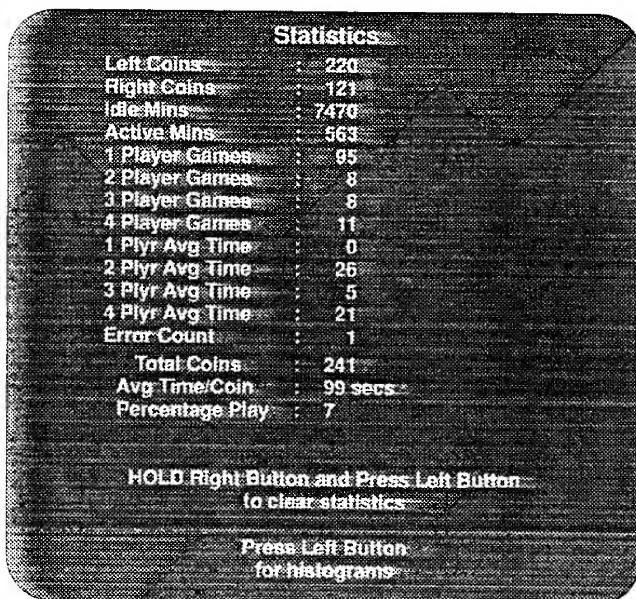 Statistics
Left Coins : 220
Right Coins : 121
Idle Mins : 7470
Active Mins : 563
1 Player Games : 95
2 Player Games : 8
3 Player Games : 8
4 Player Games : 11
1 Plyr Avg Time : 0
2 Plyr Avg Time : 26
3 Plyr Avg Time : 5
4 Plyr Avg Time : 21
Error Count : 1
Total Coins : 241
Avg Time/Coin : 99 secs
Percentage Play : 7
HOLD Right Button and Press Left Button
to clear statistics
Press Left Button
for histograms